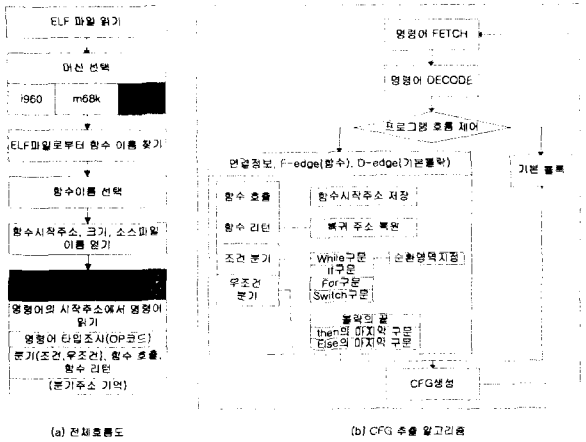 ELF 파일 읽기
머신 선택
i960 m68k
ELF파일로부터 함수 이름 찾기
함수이름 선택
함수시작주소, 크기, 소스파일
이름 얻기
명령어의 시작주소에서 명령어
읽기
명령어 타입조사(OP코드)
분기(조건,무조건), 함수 호출,
함수 리턴
(분기주소 기억)
(a) 전체흐름도
명령어 FETCH
명령어 DECODE
프로그램 흐름 제어
연결정보, F-edge(함수), D-edge(기본블락)
기본 블록
함수 호출
함수시작주소 저장
함수 리턴
복귀 주소 복원
조건 분기
While구문
순환영역지정
If구문
무조건
분기
For구문
Switch구문
블락의 끝
then의 마지막 구문
Else의 마지막 구문
CFG생성
(b) CFG 추출 알고리즘